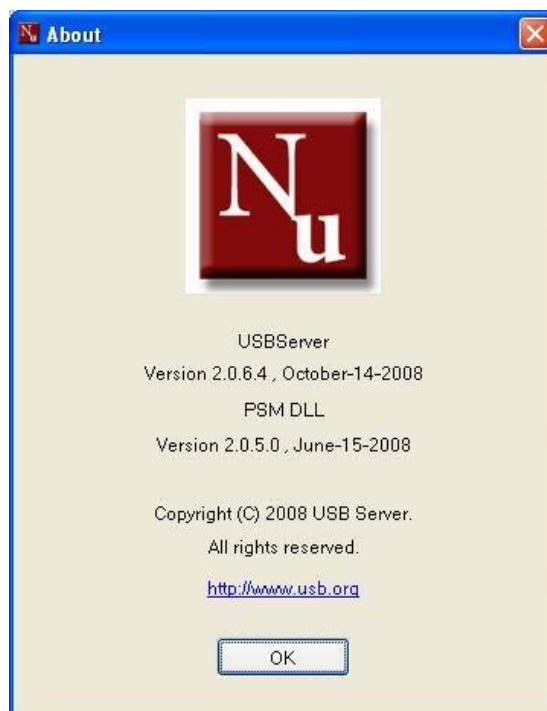 Nu About
Nu
USBServer
Version 2.0.6.4 , October-14-2008
PSM DLL
Version 2.0.5.0 , June-15-2008
Copyright (C) 2008 USB Server.
All rights reserved.
http://www.usb.org
OK